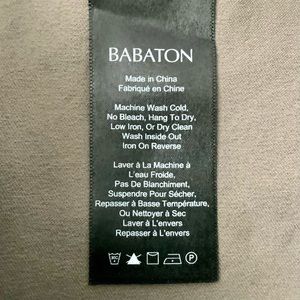 BABATON
Made in China
Fabriqué en Chine
Machine Wash Cold,
No Bleach, Hang To Dry,
Low Iron, Or Dry Clean
Wash Inside Out
Iron On Reverse
Laver à La Machine à
L'eau Froide,
Pas De Blanchiment,
Suspendre Pour Sécher,
Repasser à Basse Température,
Ou Nettoyer à Sec
Laver à L'envers
Repasser à L'envers